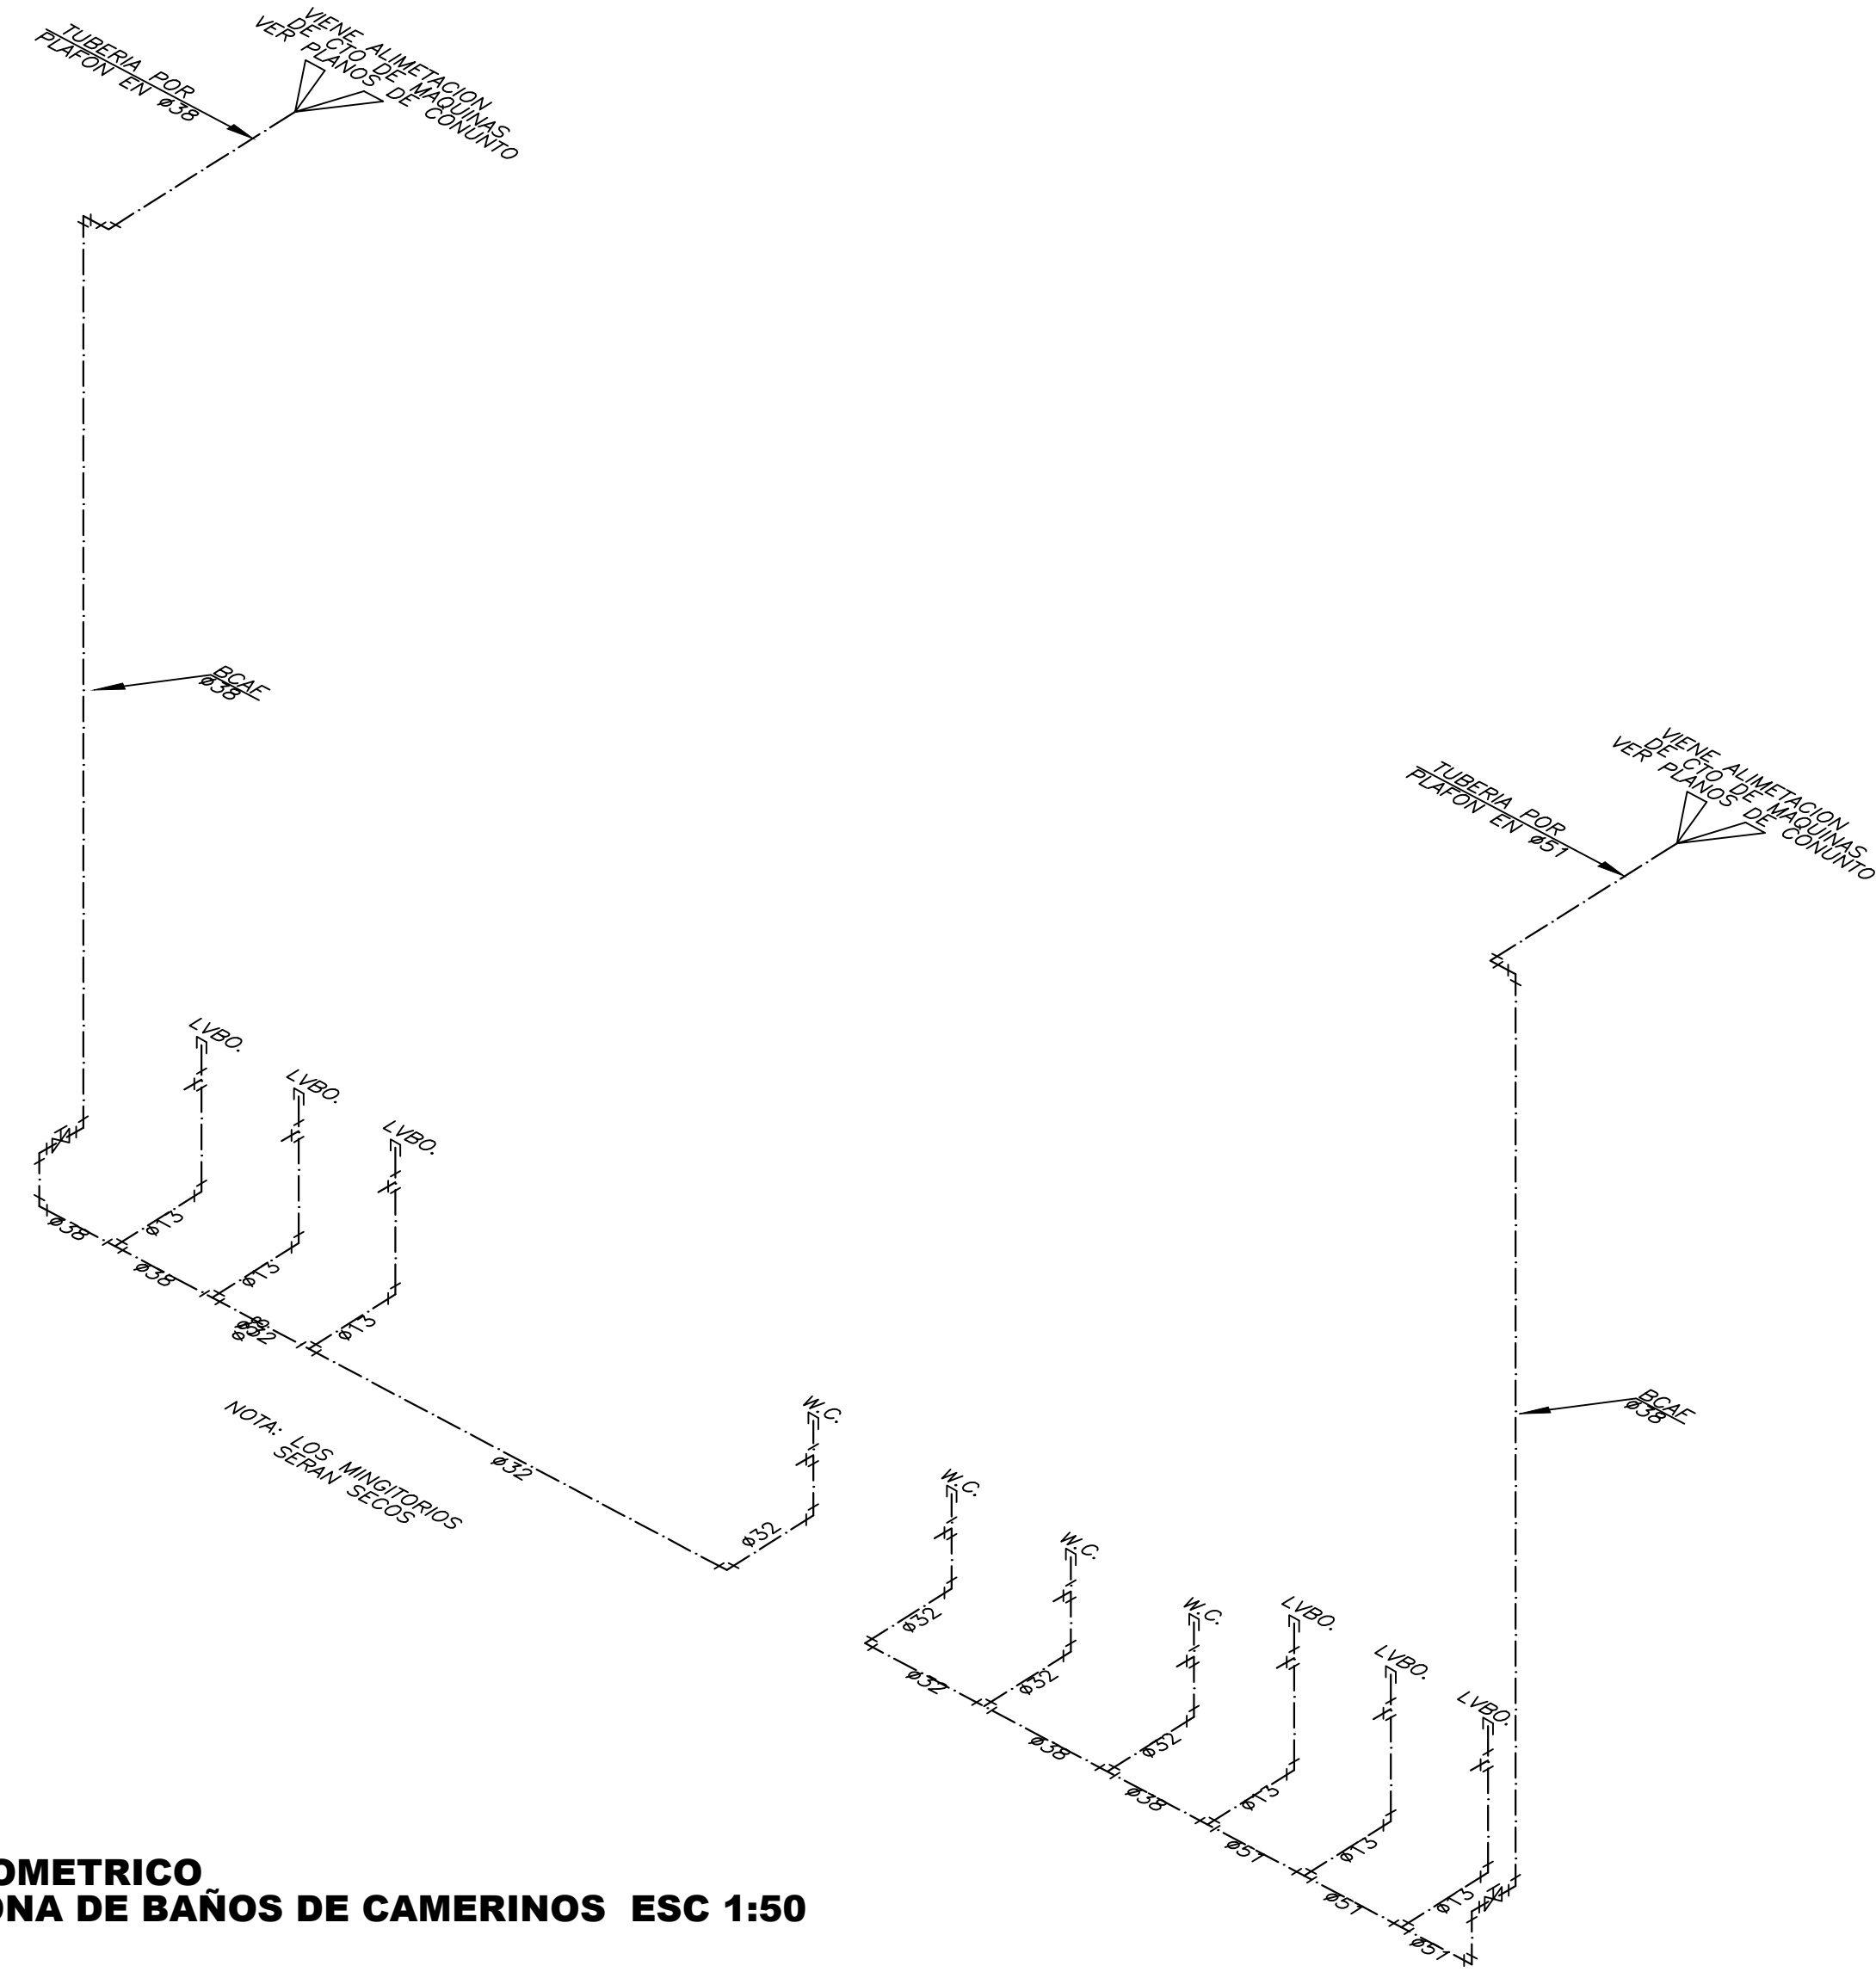 TUBERIA POR
PLAFON EN ø38
VIENE ALIMETACION
DE CTO DE MAQUINAS
VER PLANOS DE CONUNTO
BCAF
ø38
TUBERIA POR
PLAFON EN ø51
VIENE ALIMETACION
DE CTO DE MAQUINAS
VER PLANOS DE CONUNTO
LVBO.
LVBO.
LVBO.
ø38
ø13
ø38
ø13
ø32
ø13
NOTA: LOS MINGITORIOS
SERAN SECOS
ø32
W.C.
ø32
BCAF
ø38
W.C.
W.C.
W.C.
LVBO.
LVBO.
LVBO.
ø32
ø32
ø32
ø38
ø32
ø38
ø13
ø51
ø13
ø51
ø13
ø51
OMETRICO
ONA DE BAÑOS DE CAMERINOS ESC 1:50